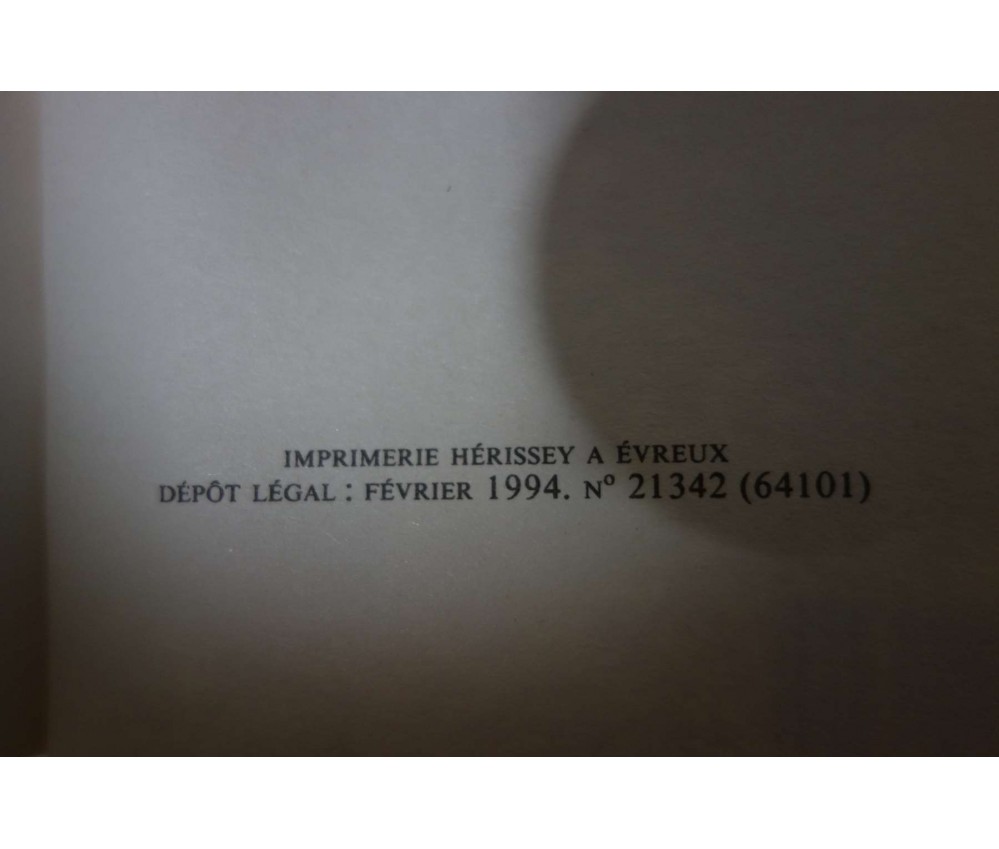 IMPRIMERIE HÉRISSEY A ÉVREUX
DÉPÔT LÉGAL : FÉVRIER 1994. Nº 21342 (64101)